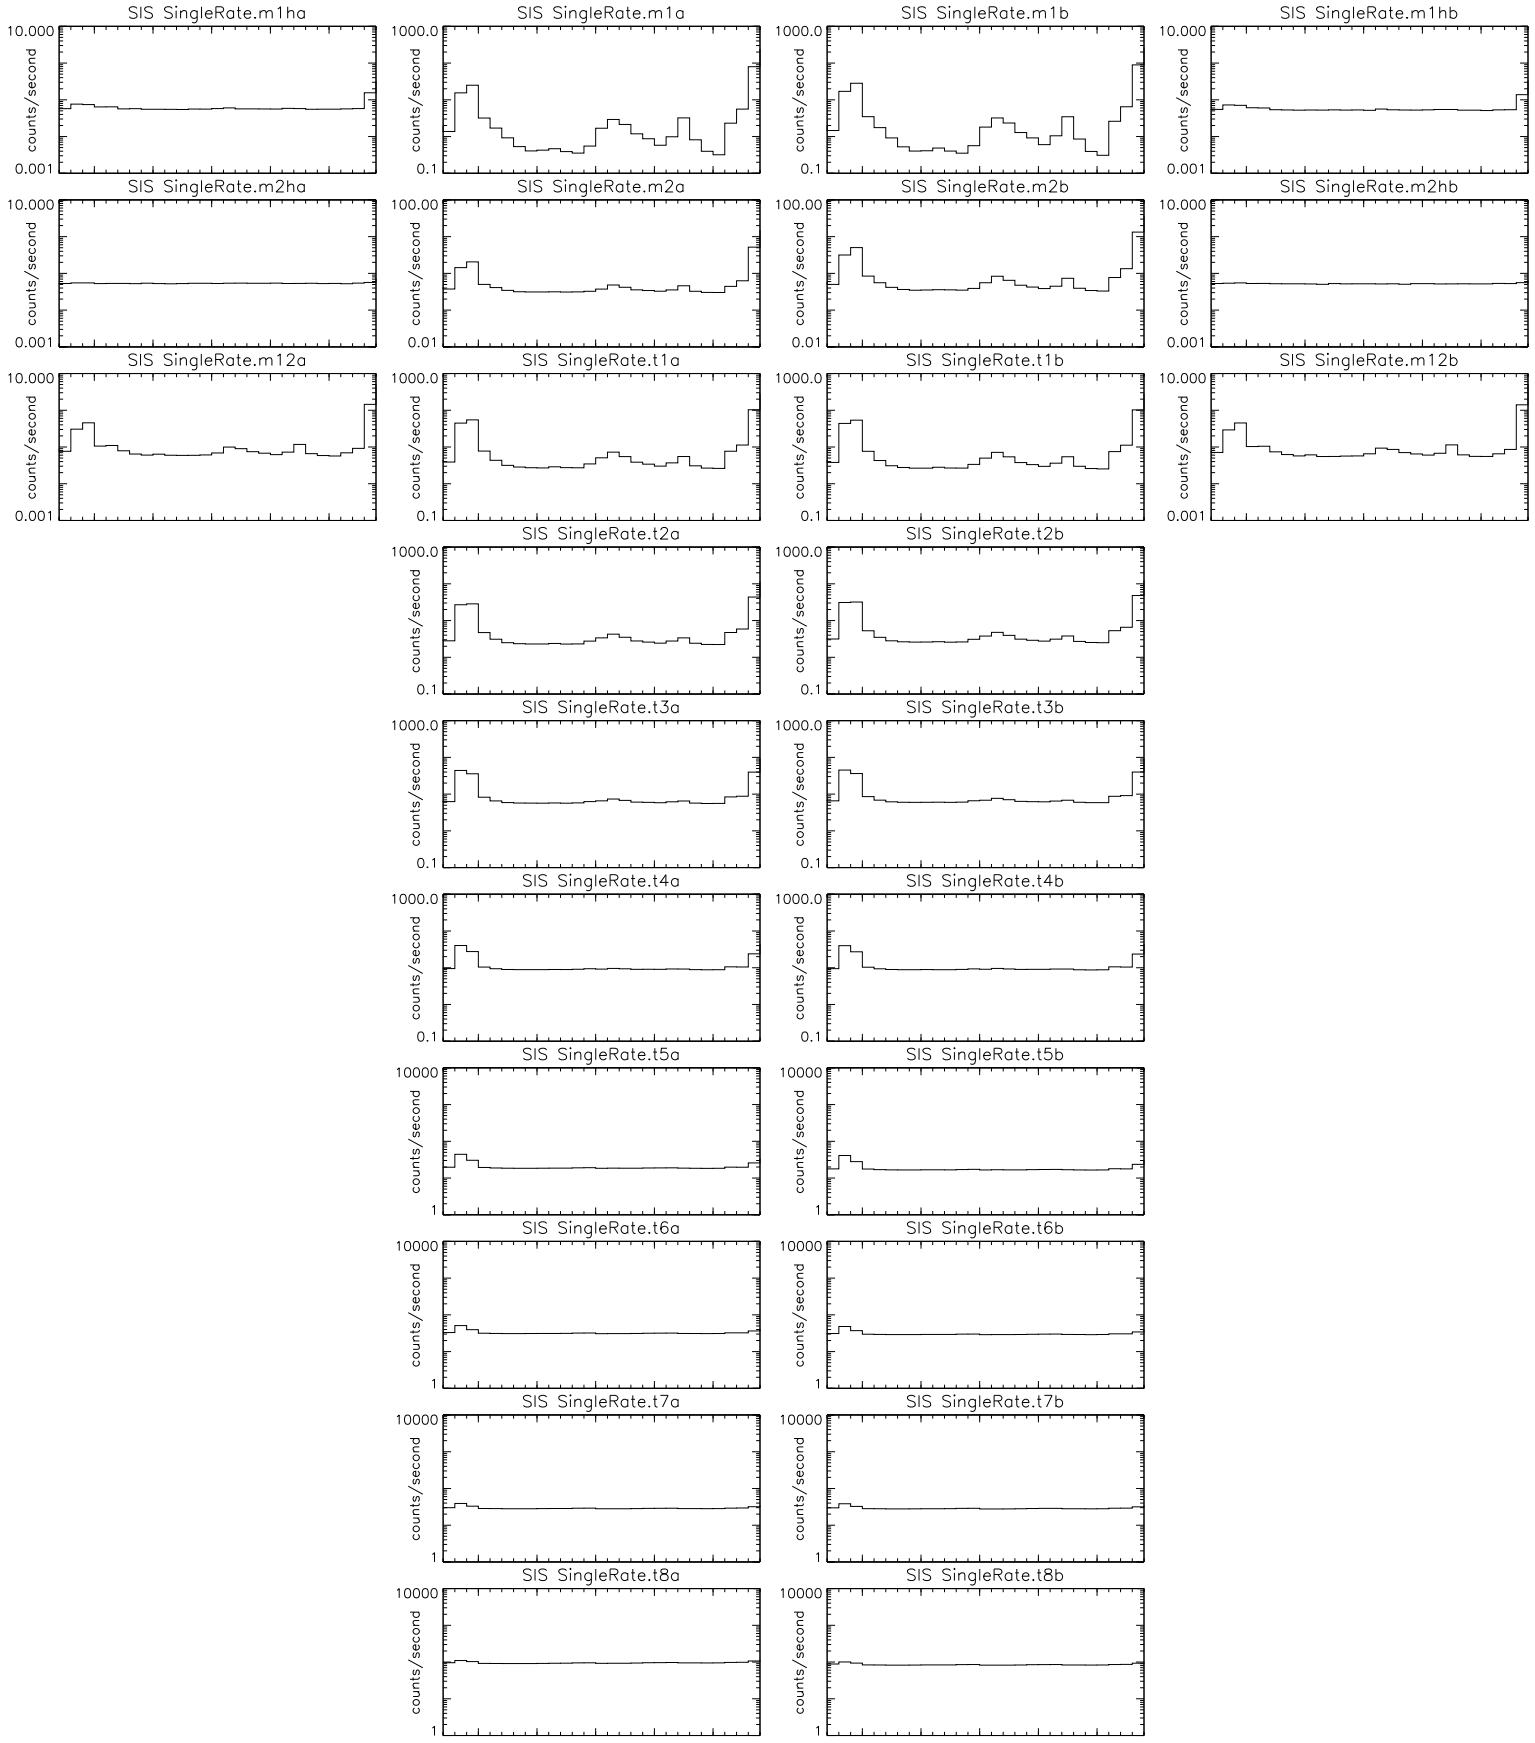 SIS SingleRate.m1ha
10.000
counts/second
0.001
SIS SingleRate.m1a
1000.0
counts/second
0.1
SIS SingleRate.m1b
1000.0
counts/second
0.1
SIS SingleRate.m1hb
10.000
counts/second
0.001
SIS SingleRate.m2ha
10.000
counts/second
0.001
SIS SingleRate.m2a
100.00
counts/second
0.01
SIS SingleRate.m2b
100.00
counts/second
0.01
SIS SingleRate.m2hb
10.000
counts/second
0.001
SIS SingleRate.m12a
10.000
counts/second
0.001
SIS SingleRate.t1a
1000.0
counts/second
0.1
SIS SingleRate.t1b
1000.0
counts/second
0.1
SIS SingleRate.m12b
10.000
counts/second
0.001
SIS SingleRate.t2a
1000.0
counts/second
0.1
SIS SingleRate.t2b
1000.0
counts/second
0.1
SIS SingleRate.t3a
1000.0
counts/second
0.1
SIS SingleRate.t3b
1000.0
counts/second
0.1
SIS SingleRate.t4a
1000.0
counts/second
0.1
SIS SingleRate.t4b
1000.0
counts/second
0.1
SIS SingleRate.t5a
10000
counts/second
1
SIS SingleRate.t5b
10000
counts/second
1
SIS SingleRate.t6a
10000
counts/second
1
SIS SingleRate.t6b
10000
counts/second
1
SIS SingleRate.t7a
10000
counts/second
1
SIS SingleRate.t7b
10000
counts/second
1
SIS SingleRate.t8a
10000
counts/second
1
SIS SingleRate.t8b
10000
counts/second
1